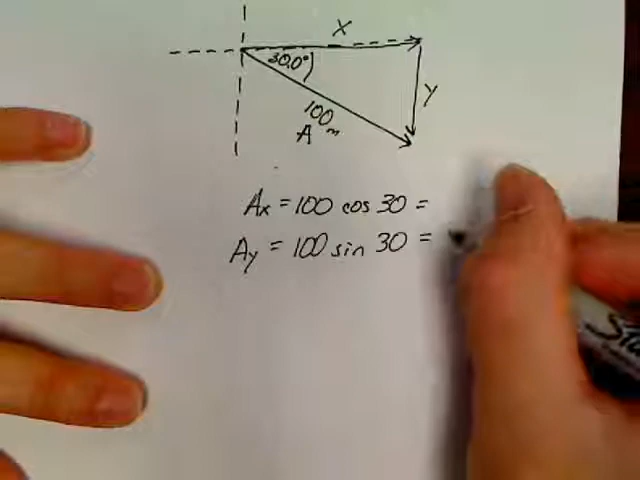 X
30.0°
Y
100 m
A
Ax = 100 cos 30 =
Ay = 100 sin 30 =